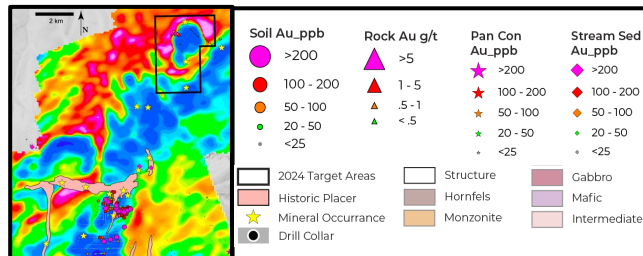 2 km
N
Soil Au_ppb
>200
100 - 200
50 - 100
20 - 50
<25
Rock Au g/t
>5
1 - 5
.5 - 1
< .5
Pan Con
Au_ppb
>200
100 - 200
50 - 100
20 - 50
<25
Stream Sed
Au_ppb
>200
100 - 200
50 - 100
20 - 50
<25
2024 Target Areas
Historic Placer
Mineral Occurrance
Drill Collar
Structure
Hornfels
Monzonite
Gabbro
Mafic
Intermediate